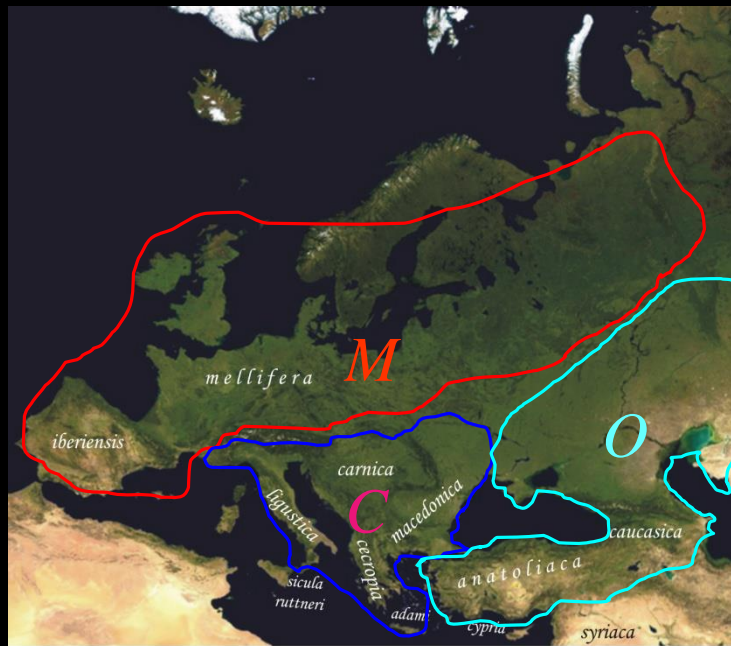 M
mellifera
iberiensis
O
carnica
ligustica
C
macedonica
caucasica
cecropia
anatoliaca
sicula
ruttneri
adami
cypria
syriaca